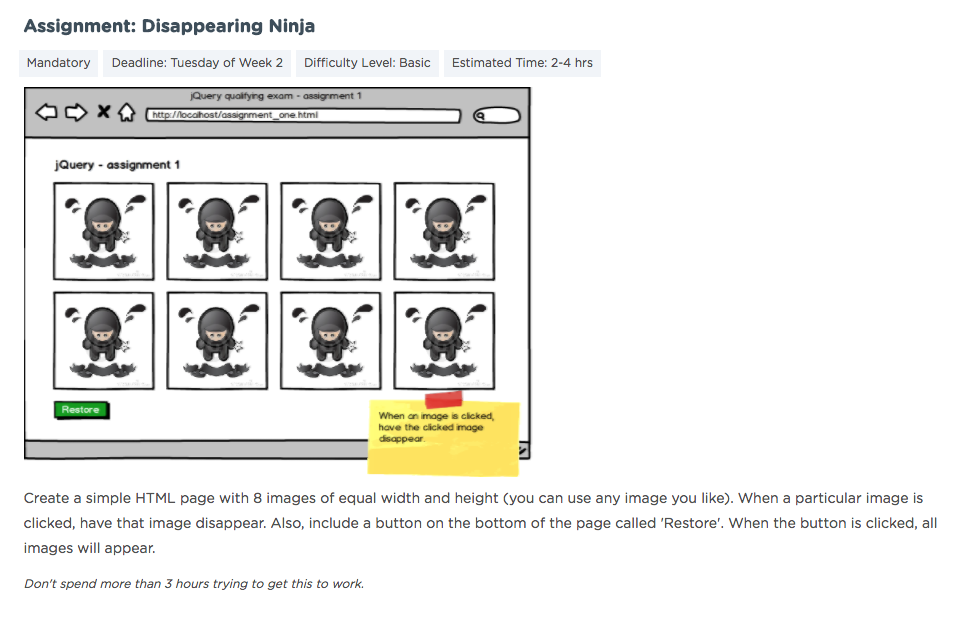 Assignment: Disappearing Ninja
Mandatory Deadline: Tuesday of Week 2 Difficulty Level: Basic Estimated Time: 2-4 hrs
jQuery qualifying exam - assignment 1
http://localhost/assignment_one.html
jQuery - assignment 1
Restore
When an image is clicked,
have the clicked image
disappear.
Create a simple HTML page with 8 images of equal width and height (you can use any image you like). When a particular image is
clicked, have that image disappear. Also, include a button on the bottom of the page called 'Restore'. When the button is clicked, all
images will appear.
Don't spend more than 3 hours trying to get this to work.